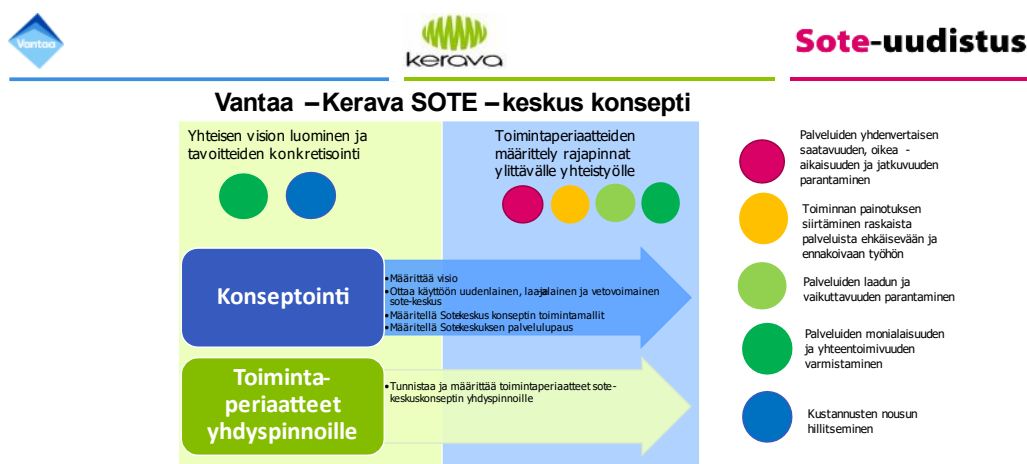 Vantaa
kerava
Sote-uudistus
Vantaa –Kerava SOTE –keskus konsepti
Yhteisen vision luominen ja
tavoitteiden konkretisointi
Toimintaperiaatteiden
määrittely rajapinnat
ylittävälle yhteistyölle
Konseptointi
•Määrittää visio
•Ottaa käyttöön uudenlainen, laaja-alainen ja vetovoimainen
sote-keskus
•Määritellä Sotekeskus konseptin toimintamallit
•Määritellä Sotekeskuksen palvelulupaus
Toiminta-
periaatteet
yhdyspinnoille
•Tunnistaa ja määrittää toimintaperiaatteet sote-
keskuskonseptin yhdyspinnoille
Palveluiden yhdenvertaisen
saatavuuden, oikea -
aikaisuuden ja jatkuvuuden
parantaminen
Toiminnan painotuksen
siirtäminen raskaista
palveluista ehkäisevään ja
ennakoivaan työhön
Palveluiden laadun ja
vaikuttavuuden parantaminen
Palveluiden monialaisuuden
ja yhteentoimivuuden
varmistaminen
Kustannusten nousun
hillitseminen